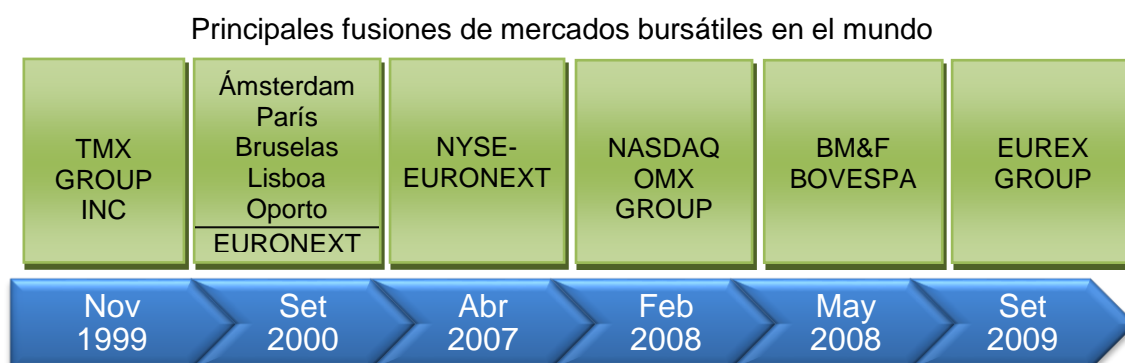 Principales fusiones de mercados bursátiles en el mundo
TMX
GROUP
INC
Ámsterdam
París
Bruselas
Lisboa
Oporto
EURONEXT
NYSE-
EURONEXT
NASDAQ
OMX
GROUP
BM&F
BOVESPA
EUREX
GROUP
Nov
1999
Set
2000
Abr
2007
Feb
2008
May
2008
Set
2009